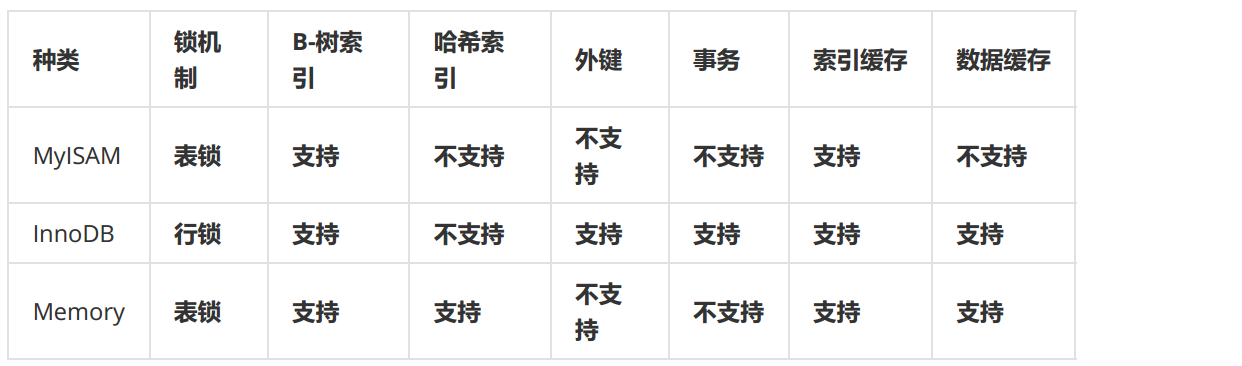 种类 锁机制 B-树索引 哈希索引 外键 事务 索引缓存 数据缓存
MyISAM 表锁 支持 不支持 不支持 不支持 支持 不支持
InnoDB 行锁 支持 不支持 支持 支持 支持 支持
Memory 表锁 支持 支持 不支持 不支持 支持 支持